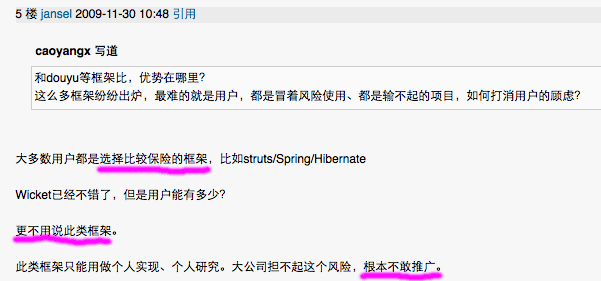 5 楼 jansel 2009-11-30 10:48 引用
caoyangx 写道
和douyu等框架比，优势在哪里？
这么多框架纷纷出炉，最难的就是用户，都是冒着风险使用、都是输不起的项目，如何打消用户的顾虑？
大多数用户都是选择比较保险的框架，比如struts/Spring/Hibernate
Wicket已经不错了，但是用户能有多少？
更不用说此类框架。
此类框架只能用做个人实现、个人研究。大公司担不起这个风险，根本不敢推广。